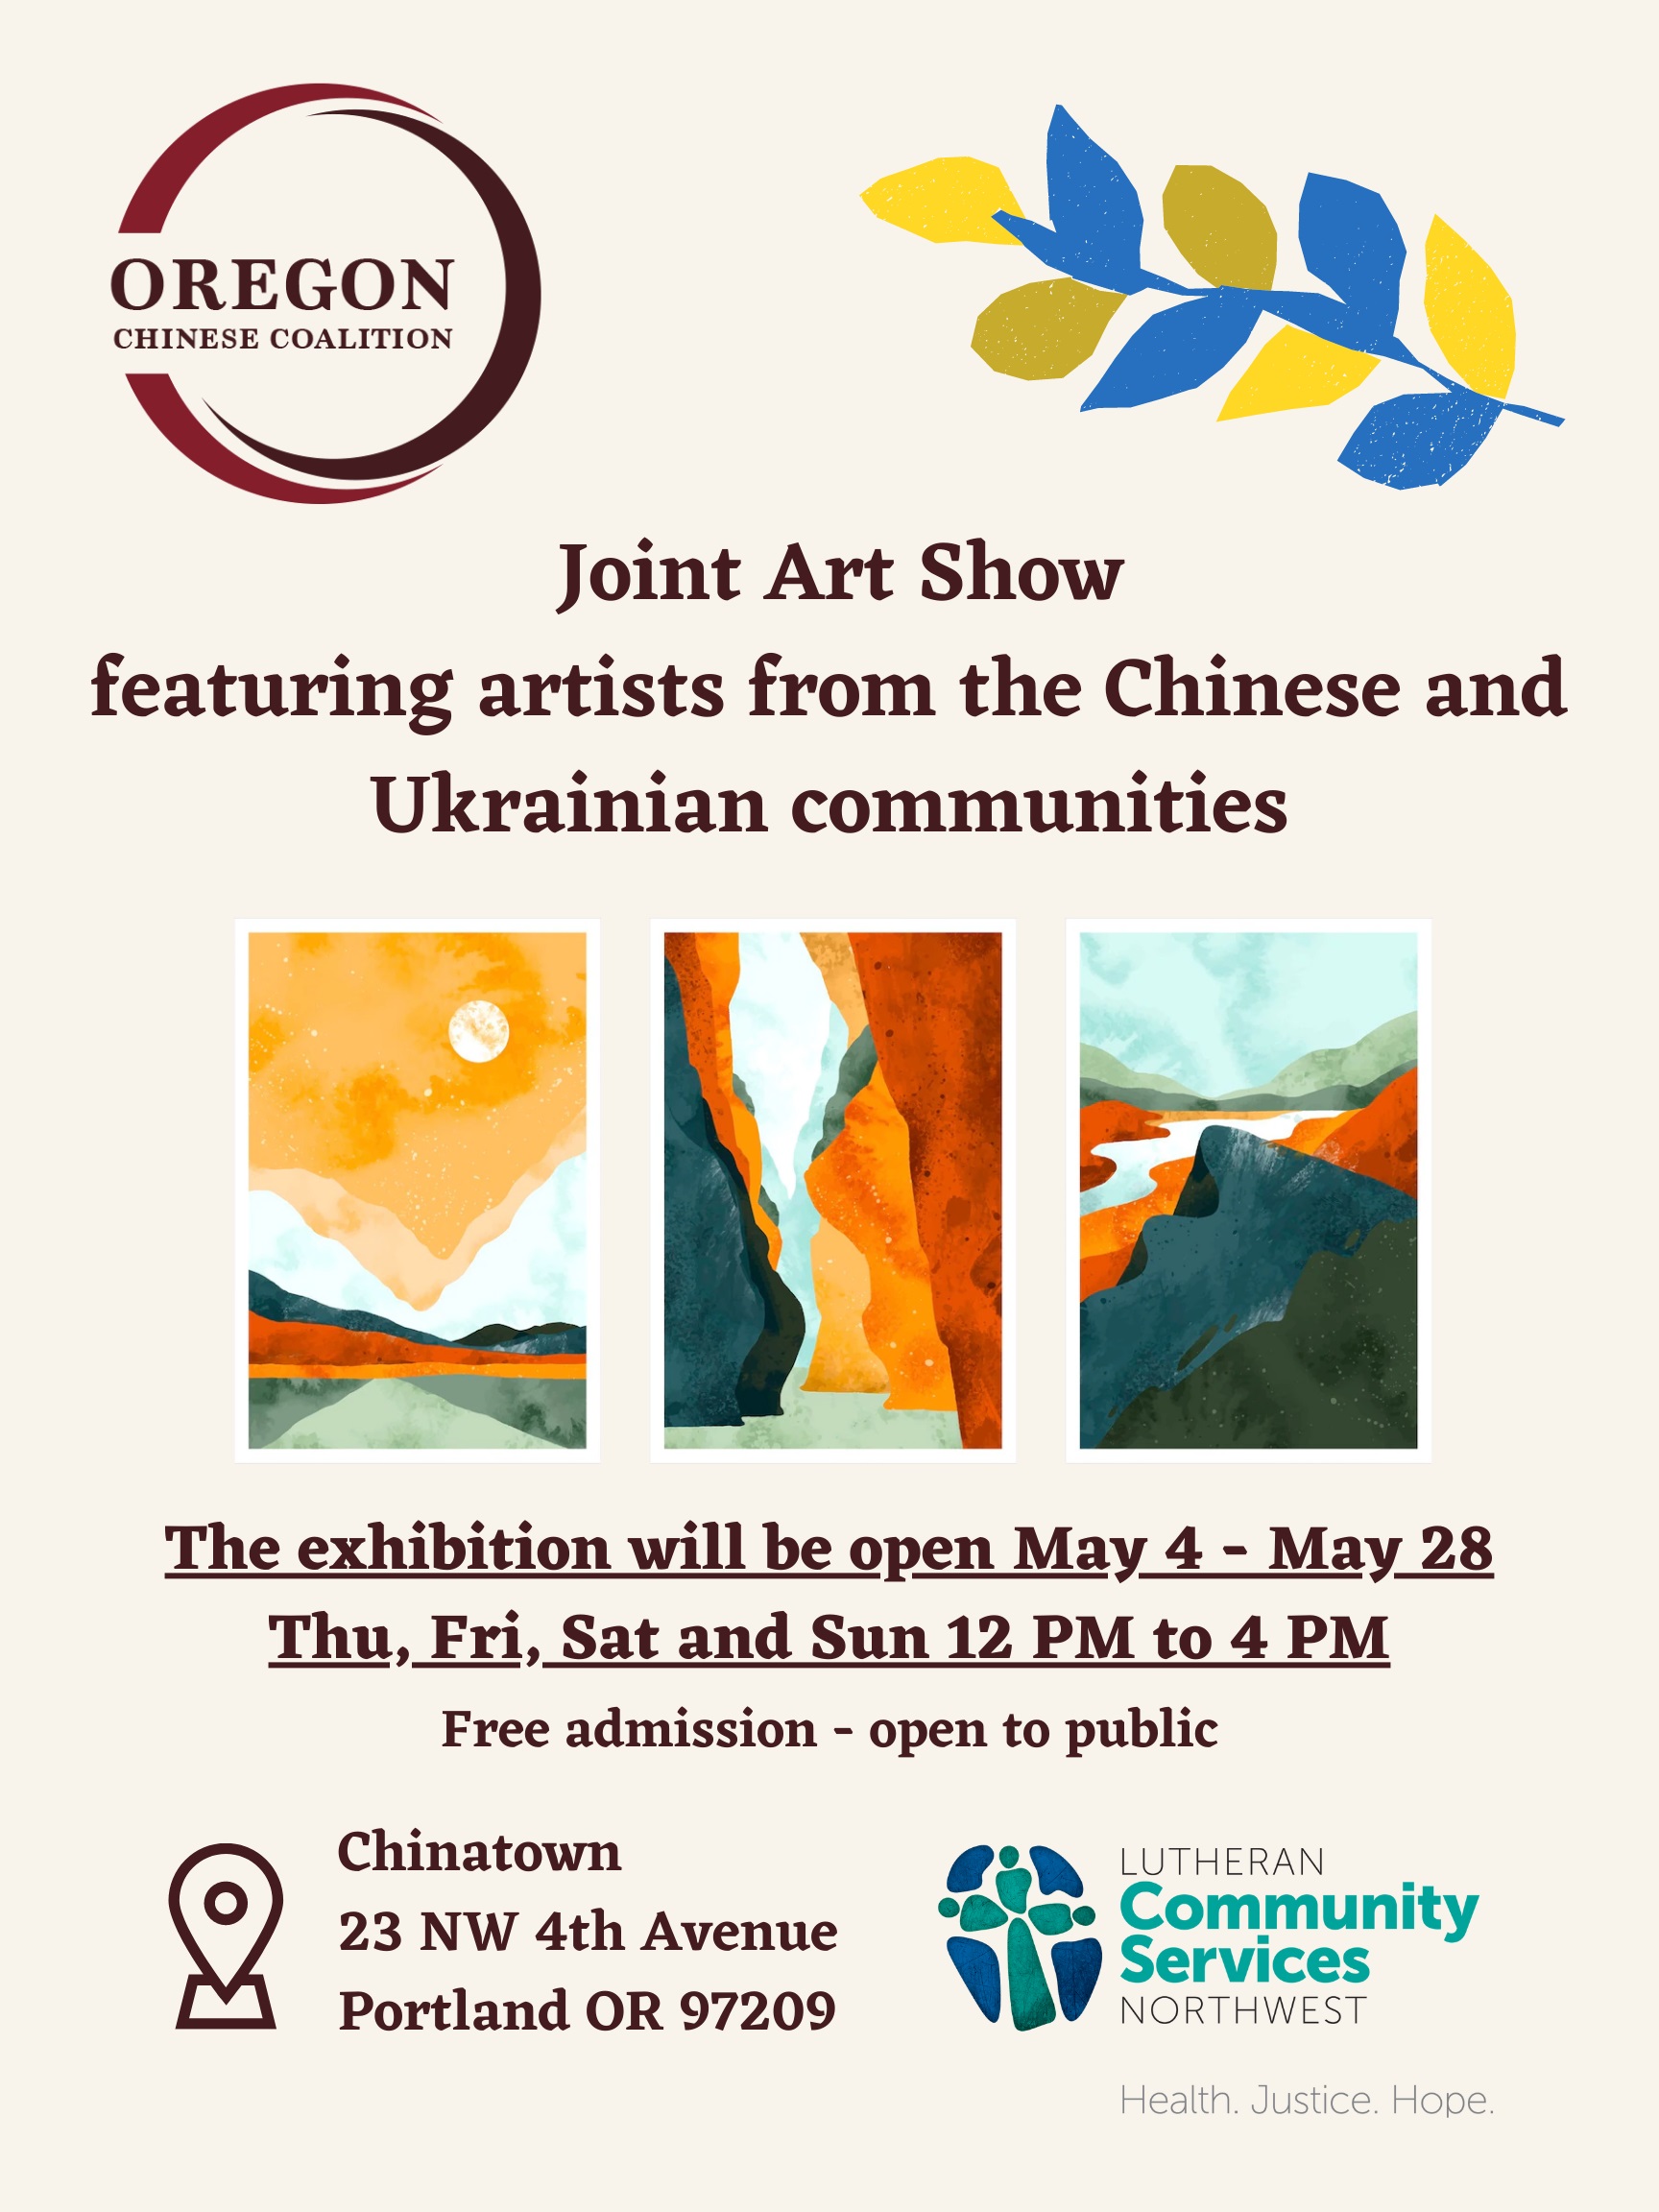 OREGON
CHINESE COALITION
Joint Art Show
featuring artists from the Chinese and
Ukrainian communities
The exhibition will be open May 4 - May 28
Thu, Fri, Sat and Sun 12 PM to 4 PM
Free admission - open to public
Chinatown
23 NW 4th Avenue
Portland OR 97209
LUTHERAN
Community
Services
NORTHWEST
Health. Justice. Hope.